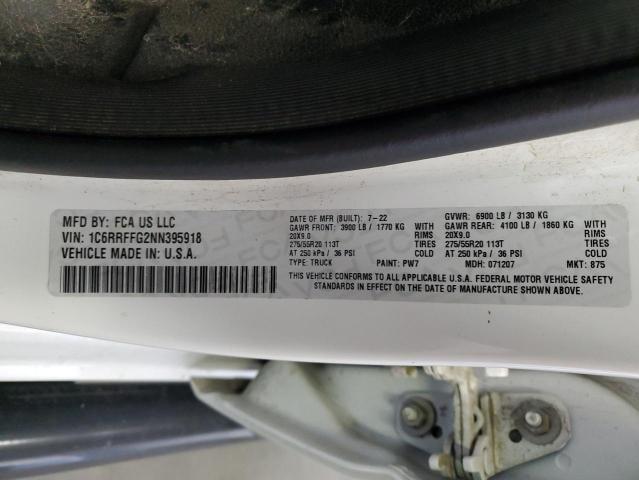 MFD BY: FCA US LLC
VIN: 1C6RRFFG2NN395918
VEHICLE MADE IN: U.S.A.
DATE OF MFR (BUILT): 7-22 GVWR: 6900 LB / 3130 KG
GAWR FRONT: 3900 LB / 1770 KG WITH GAWR REAR: 4100 LB / 1860 KG WITH
20X9.0 RIMS 20X9.0 RIMS
275/55R20 113T TIRES 275/55R20 113T TIRES
AT 250 kPa / 36 PSI COLD AT 250 kPa / 36 PSI COLD
TYPE: TRUCK PAINT: PW7 MDH: 071207 MKT: 875
THIS VEHICLE CONFORMS TO ALL APPLICABLE U.S.A. FEDERAL MOTOR VEHICLE SAFETY
STANDARDS IN EFFECT ON THE DATE OF MANUFACTURE SHOWN ABOVE.